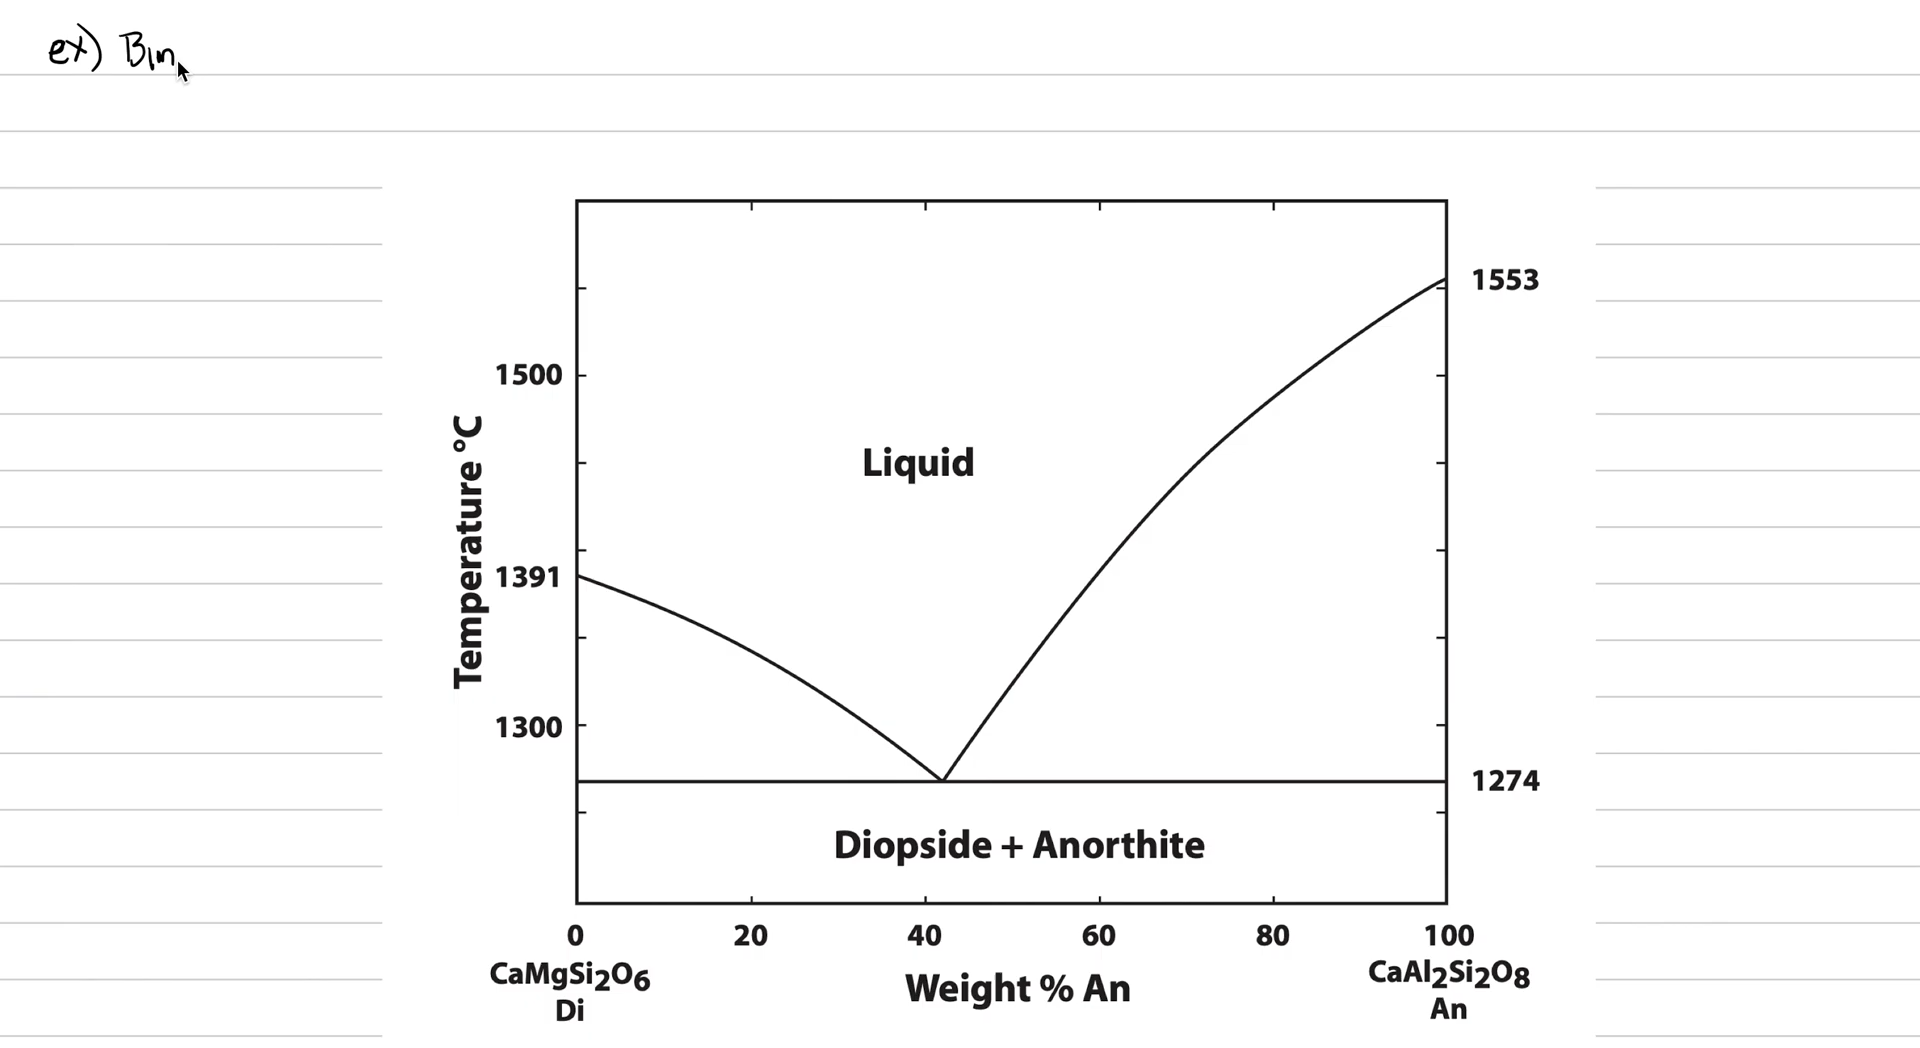 ex) Bin
1553
1500
Liquid
Temperature °C
1391
1300
1274
Diopside + Anorthite
0 20 40 60 80 100
CaMgSi2O6 Weight % An CaAl2Si2O8
Di An